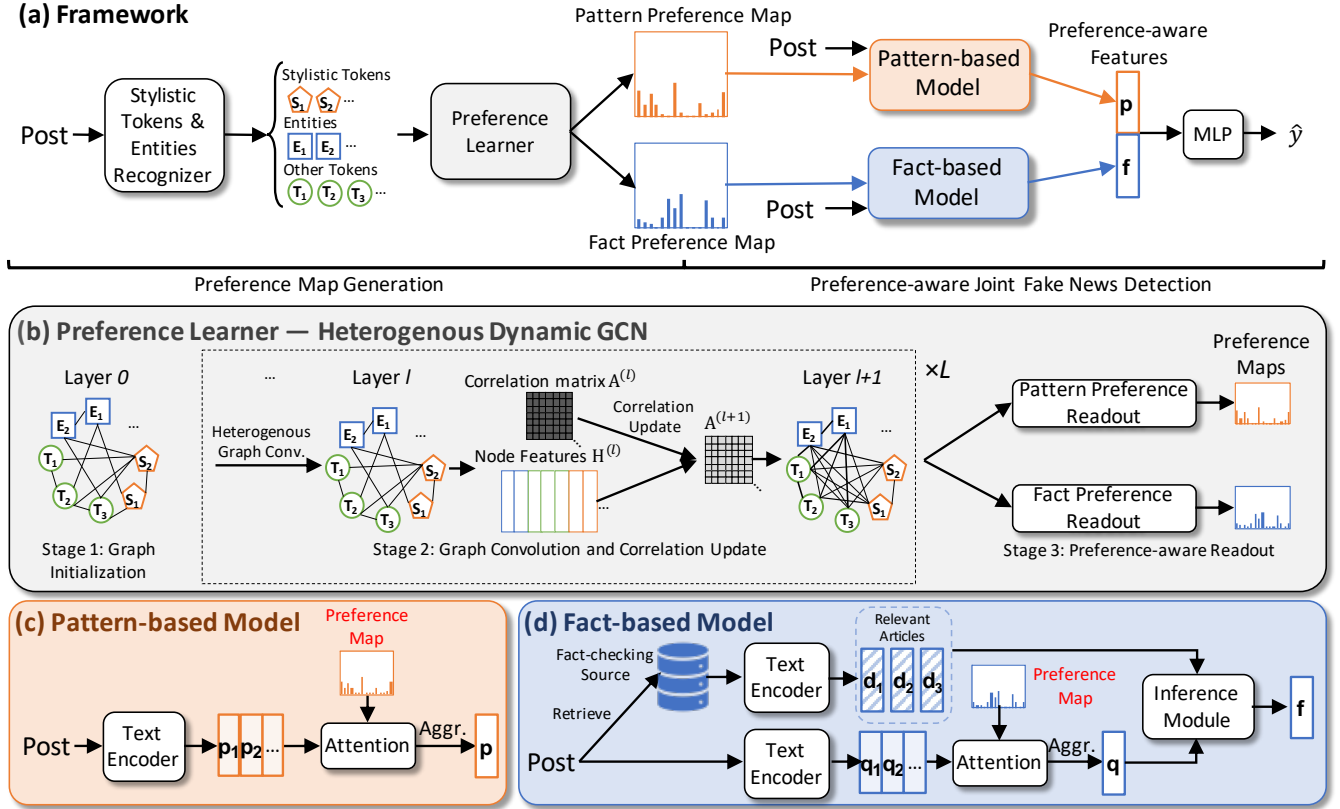 (a) Framework
Post
Stylistic
Tokens &
Entities
Recognizer
Stylistic Tokens
S1 S2 ...
Entities
E1 E2 ...
Other Tokens
T1 T2 T3 ...
Preference
Learner
Pattern Preference Map
Fact Preference Map
Post
Pattern-based
Model
Fact-based
Model
Post
Preference-aware
Features
p
f
MLP
ŷ
Preference Map Generation
Preference-aware Joint Fake News Detection
(b) Preference Learner — Heterogenous Dynamic GCN
Layer 0
E1
E2
...
T1
S2
T2
S1
T3
Stage 1: Graph
Initialization
...
Heterogenous
Graph Conv.
Layer l
E1
E2
...
T1
S2
T2
S1
T3
Correlation matrix A(l)
Node Features H(l)
...
Correlation
Update
A(l+1)
Layer l+1
E1
E2
...
T1
S2
T2
S1
T3
×L
Stage 2: Graph Convolution and Correlation Update
Pattern Preference
Readout
Fact Preference
Readout
Preference
Maps
Stage 3: Preference-aware Readout
(c) Pattern-based Model
Preference
Map
Post
Text
Encoder
p1 p2 ...
Attention
Aggr.
p
(d) Fact-based Model
Fact-checking
Source
Retrieve
Post
Text
Encoder
Relevant
Articles
d1 d2 d3
Preference
Map
Text
Encoder
q1 q2 ...
Attention
Aggr.
q
Inference
Module
f